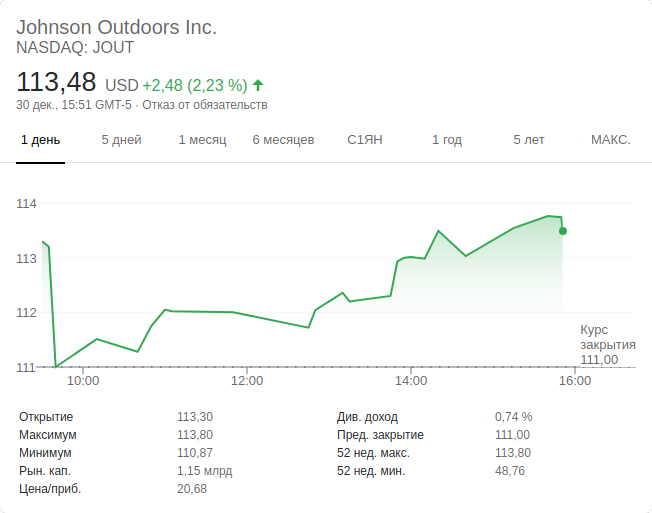 Johnson Outdoors Inc.
NASDAQ: JOUT
113,48 USD +2,48 (2,23 %)
30 дек., 15:51 GMT-5 · Отказ от обязательств
1 день 5 дней 1 месяц 6 месяцев С1ЯН 1 год 5 лет МАКС.
114
113
112
111
Курс
закрытия
111,00
10:00 12:00 14:00 16:00
Открытие 113,30 Див. доход 0,74 %
Максимум 113,80 Пред. закрытие 111,00
Минимум 110,87 52 нед. макс. 113,80
Рын. кап. 1,15 млрд 52 нед. мин. 48,76
Цена/приб. 20,68